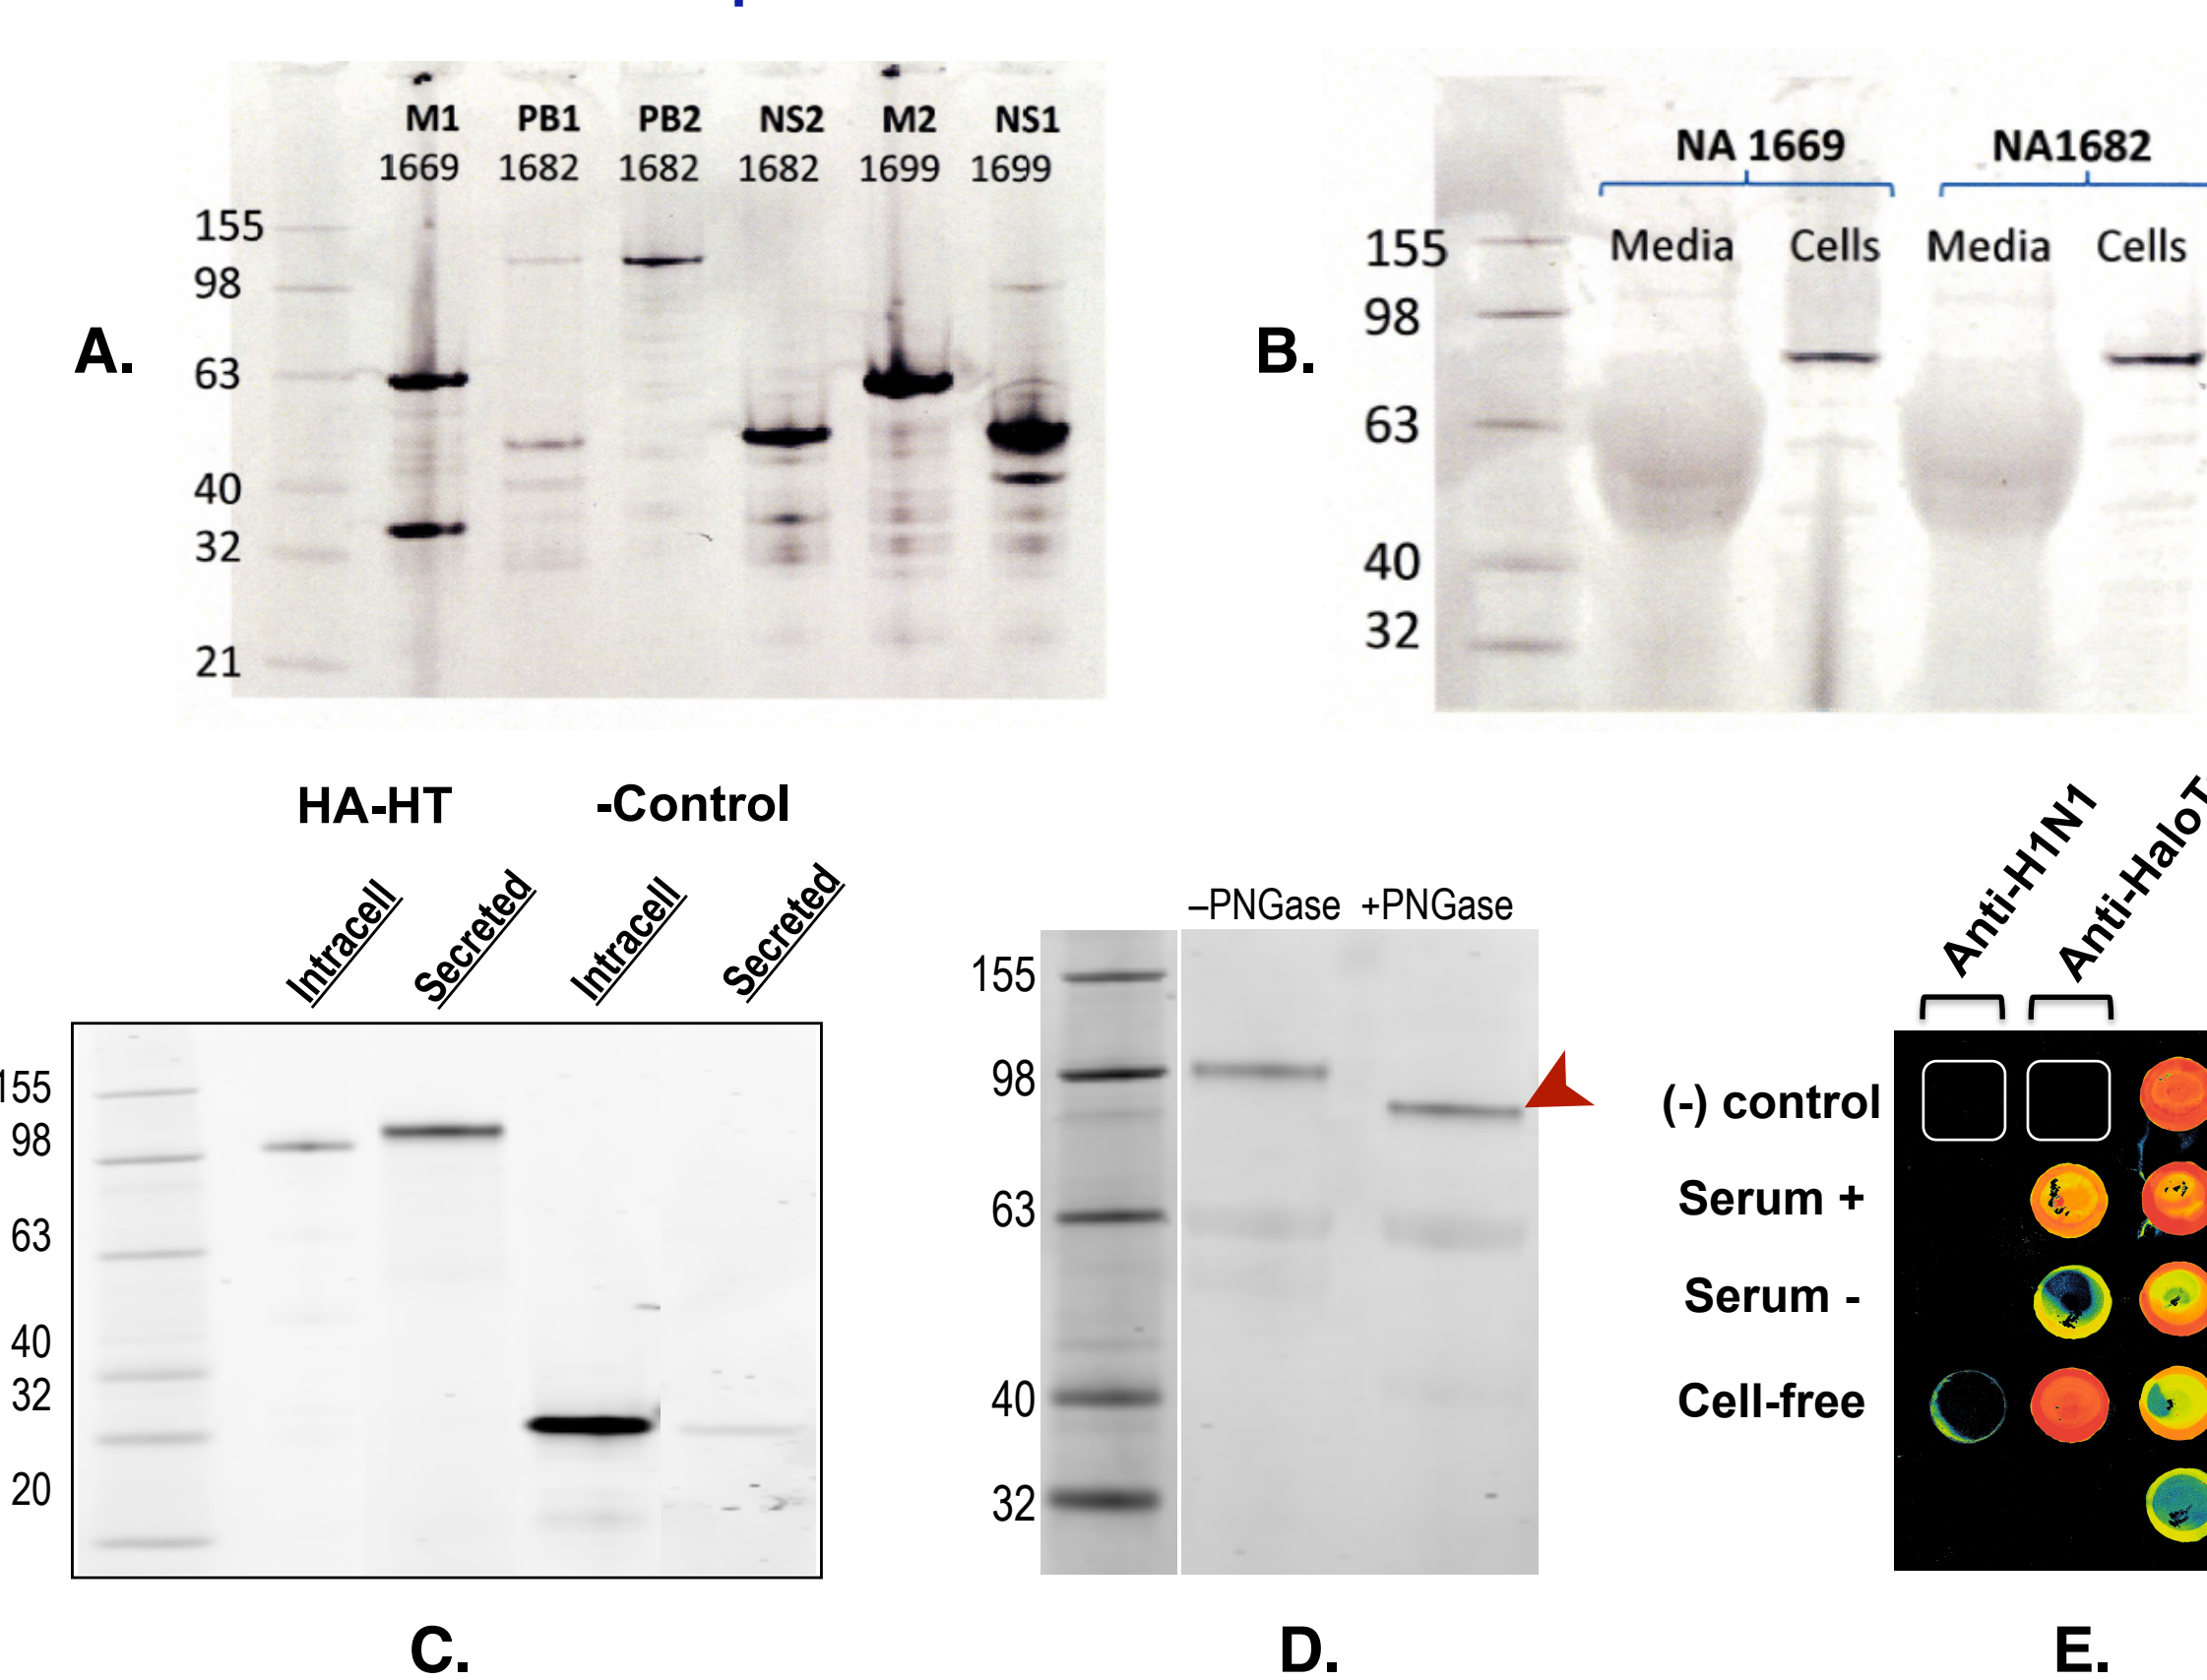 M1 PB1 PB2 NS2 M2 NS1
1669 1682 1682 1682 1699 1699
155
98
63
40
32
21
A.
NA 1669 NA1682
Media Cells Media Cells
155
98
63
40
32
B.
HA-HT -Control
Intracell Secreted Intracell Secreted
155
98
63
40
32
20
C.
–PNGase +PNGase
155
98
63
40
32
D.
Anti-H1N1
Anti-HaloT
(-) control
Serum +
Serum -
Cell-free
E.